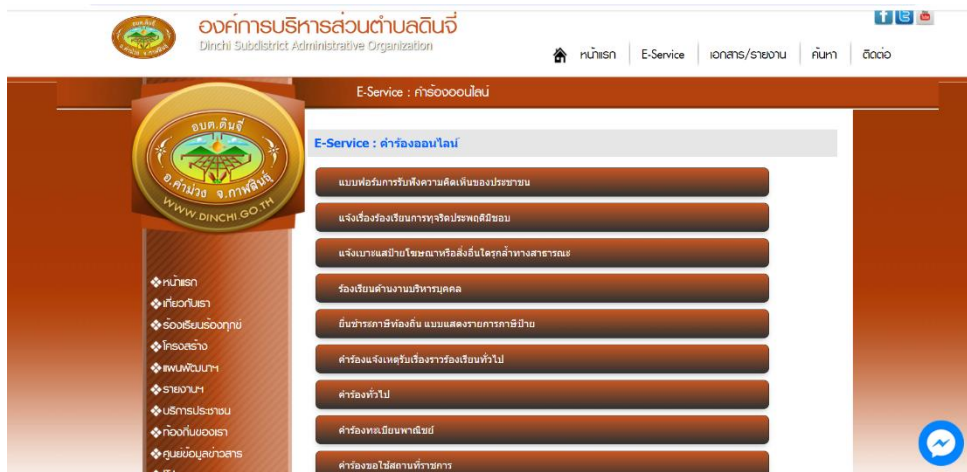 องค์การบริหารส่วนตำบลดินจี่
Dinchi Subdistrict Administrative Organization
หน้าแรก
E-Service
เอกสาร/รายงาน
ค้นหา
ติดต่อ
E-Service : คำร้องออนไลน์
อบต.ดินจี่
อ.คำม่วง จ.กาฬสินธุ์
WWW.DINCHI.GO.TH
E-Service : คำร้องออนไลน์
แบบฟอร์มการรับฟังความคิดเห็นของประชาชน
แจ้งเรื่องร้องเรียนการทุจริตประพฤติมิชอบ
แจ้งเบาะแสป้ายโฆษณาหรือสิ่งอื่นใดรุกล้ำทางสาธารณะ
ร้องเรียนด้านงานบริหารบุคคล
ยื่นชำระภาษีท้องถิ่น แบบแสดงรายการภาษีป้าย
คำร้องแจ้งเหตุรับเรื่องราวร้องเรียนทั่วไป
คำร้องทั่วไป
คำร้องทะเบียนพาณิชย์
คำร้องขอใช้สถานที่ราชการ
หน้าแรก
เกี่ยวกับเรา
ร้องเรียนร้องทุกข์
โครงสร้าง
แผนพัฒนาฯ
รายงานฯ
บริการประชาชน
ท้องถิ่นของเรา
ศูนย์ข้อมูลข่าวสาร